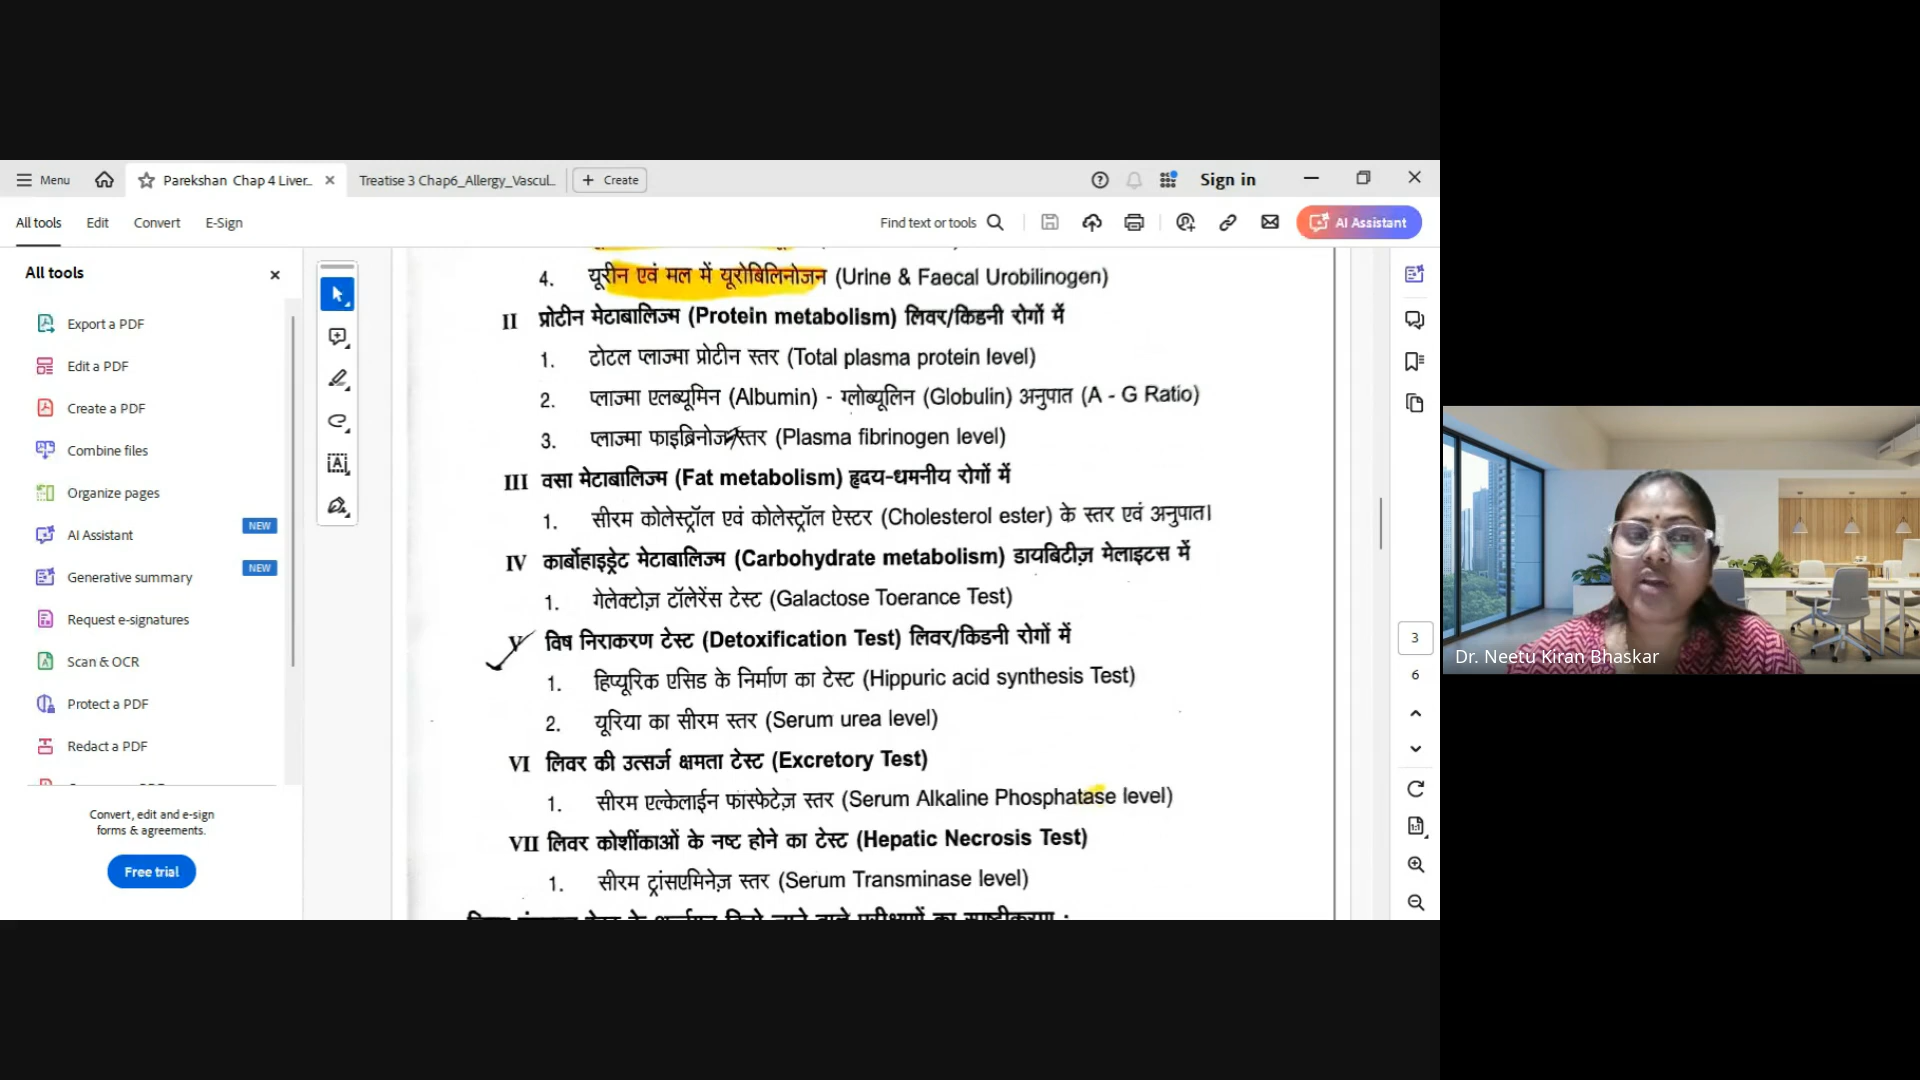 Menu
Parekshan Chap 4 Liver...
Treatise 3 Chap6_Allergy_Vascul...
Create
Sign in
All tools
Edit
Convert
E-Sign
Find text or tools
AI Assistant
All tools
Export a PDF
Edit a PDF
Create a PDF
Combine files
Organize pages
AI Assistant NEW
Generative summary NEW
Request e-signatures
Scan & OCR
Protect a PDF
Redact a PDF
Convert, edit and e-sign
forms & agreements.
Free trial
4. यूरीन एवं मल में यूरोबिलिनोजन (Urine & Faecal Urobilinogen)
II प्रोटीन मेटाबालिज्म (Protein metabolism) लिवर/किडनी रोगों में
1. टोटल प्लाज्मा प्रोटीन स्तर (Total plasma protein level)
2. प्लाज्मा एलब्यूमिन (Albumin) - ग्लोब्यूलिन (Globulin) अनुपात (A - G Ratio)
3. प्लाज्मा फाइब्रिनोज स्तर (Plasma fibrinogen level)
III वसा मेटाबालिज्म (Fat metabolism) हृदय-धमनीय रोगों में
1. सीरम कोलेस्ट्रॉल एवं कोलेस्ट्रॉल ऐस्टर (Cholesterol ester) के स्तर एवं अनुपात।
IV कार्बोहाइड्रेट मेटाबालिज्म (Carbohydrate metabolism) डायबिटीज़ मेलाइटस में
1. गेलेक्टोज़ टॉलेरेंस टेस्ट (Galactose Toerance Test)
V विष निराकरण टेस्ट (Detoxification Test) लिवर/किडनी रोगों में
1. हिप्यूरिक एसिड के निर्माण का टेस्ट (Hippuric acid synthesis Test)
2. यूरिया का सीरम स्तर (Serum urea level)
VI लिवर की उत्सर्ज क्षमता टेस्ट (Excretory Test)
1. सीरम एल्केलाईन फास्फेटेज़ स्तर (Serum Alkaline Phosphatase level)
VII लिवर कोशींकाओं के नष्ट होने का टेस्ट (Hepatic Necrosis Test)
1. सीरम ट्रांसएमिनेज़ स्तर (Serum Transminase level)
3
6
Dr. Neetu Kiran Bhaskar